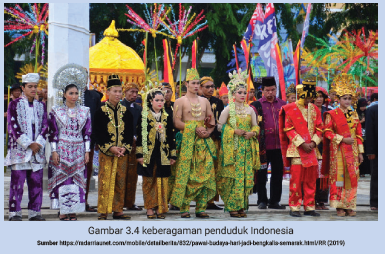 Gambar 3.4 keberagaman penduduk Indonesia
Sumber https://radarriaunet.com/mobile/detailberita/832/pawai-budaya-hari-jadi-bengkalis-semarak.html/RR (2019)